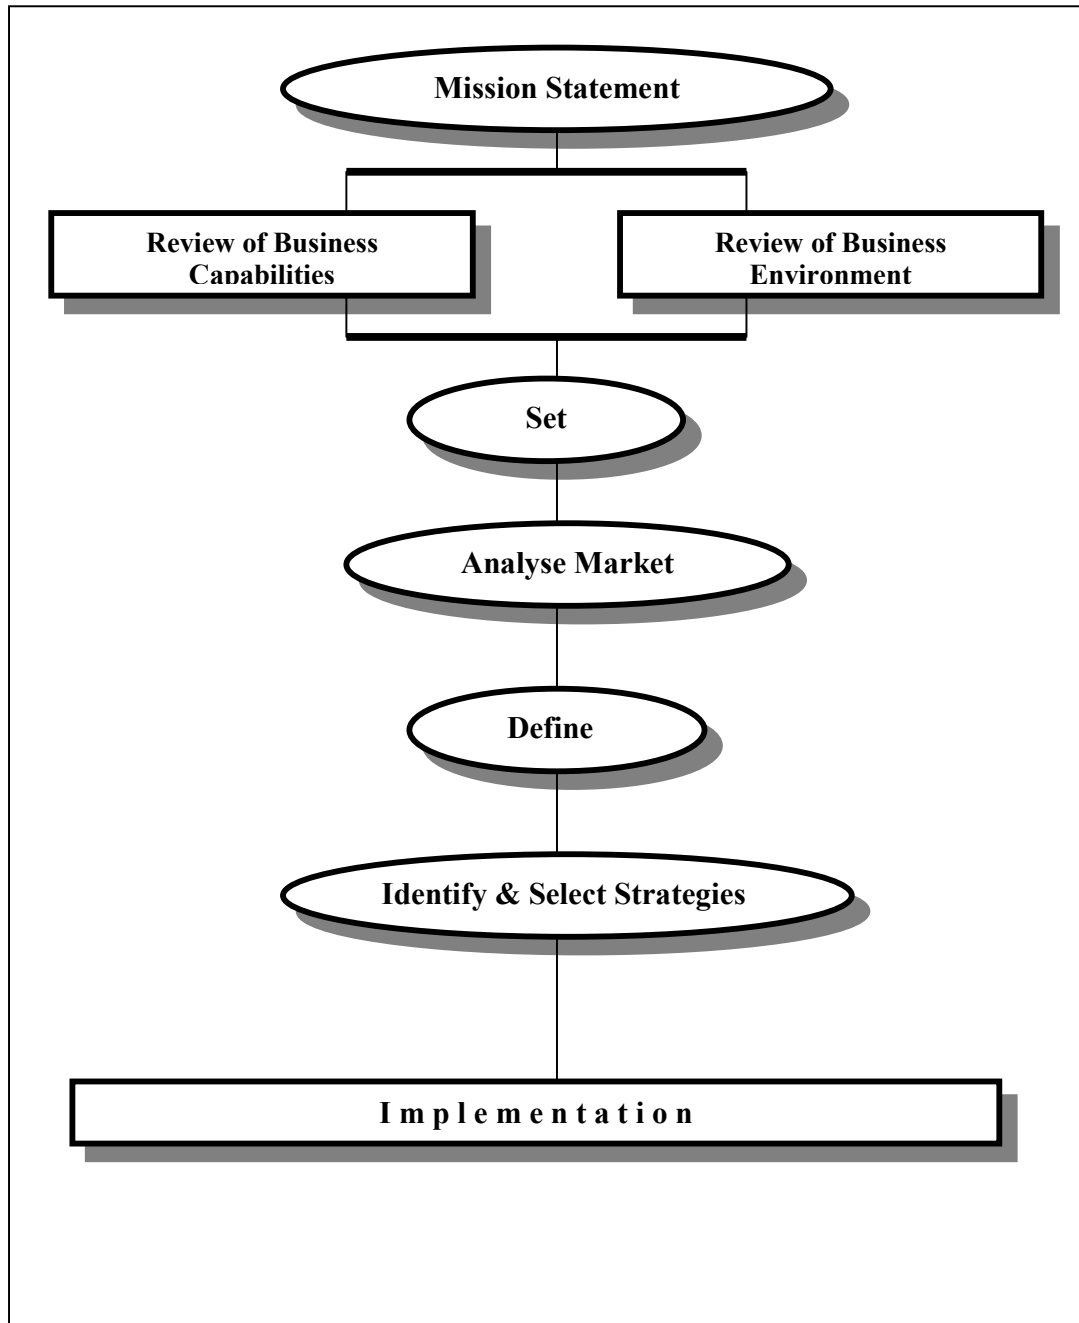 Mission Statement
Review of Business
Capabilities
Review of Business
Environment
Set
Analyse Market
Define
Identify & Select Strategies
I m p l e m e n t a t i o n